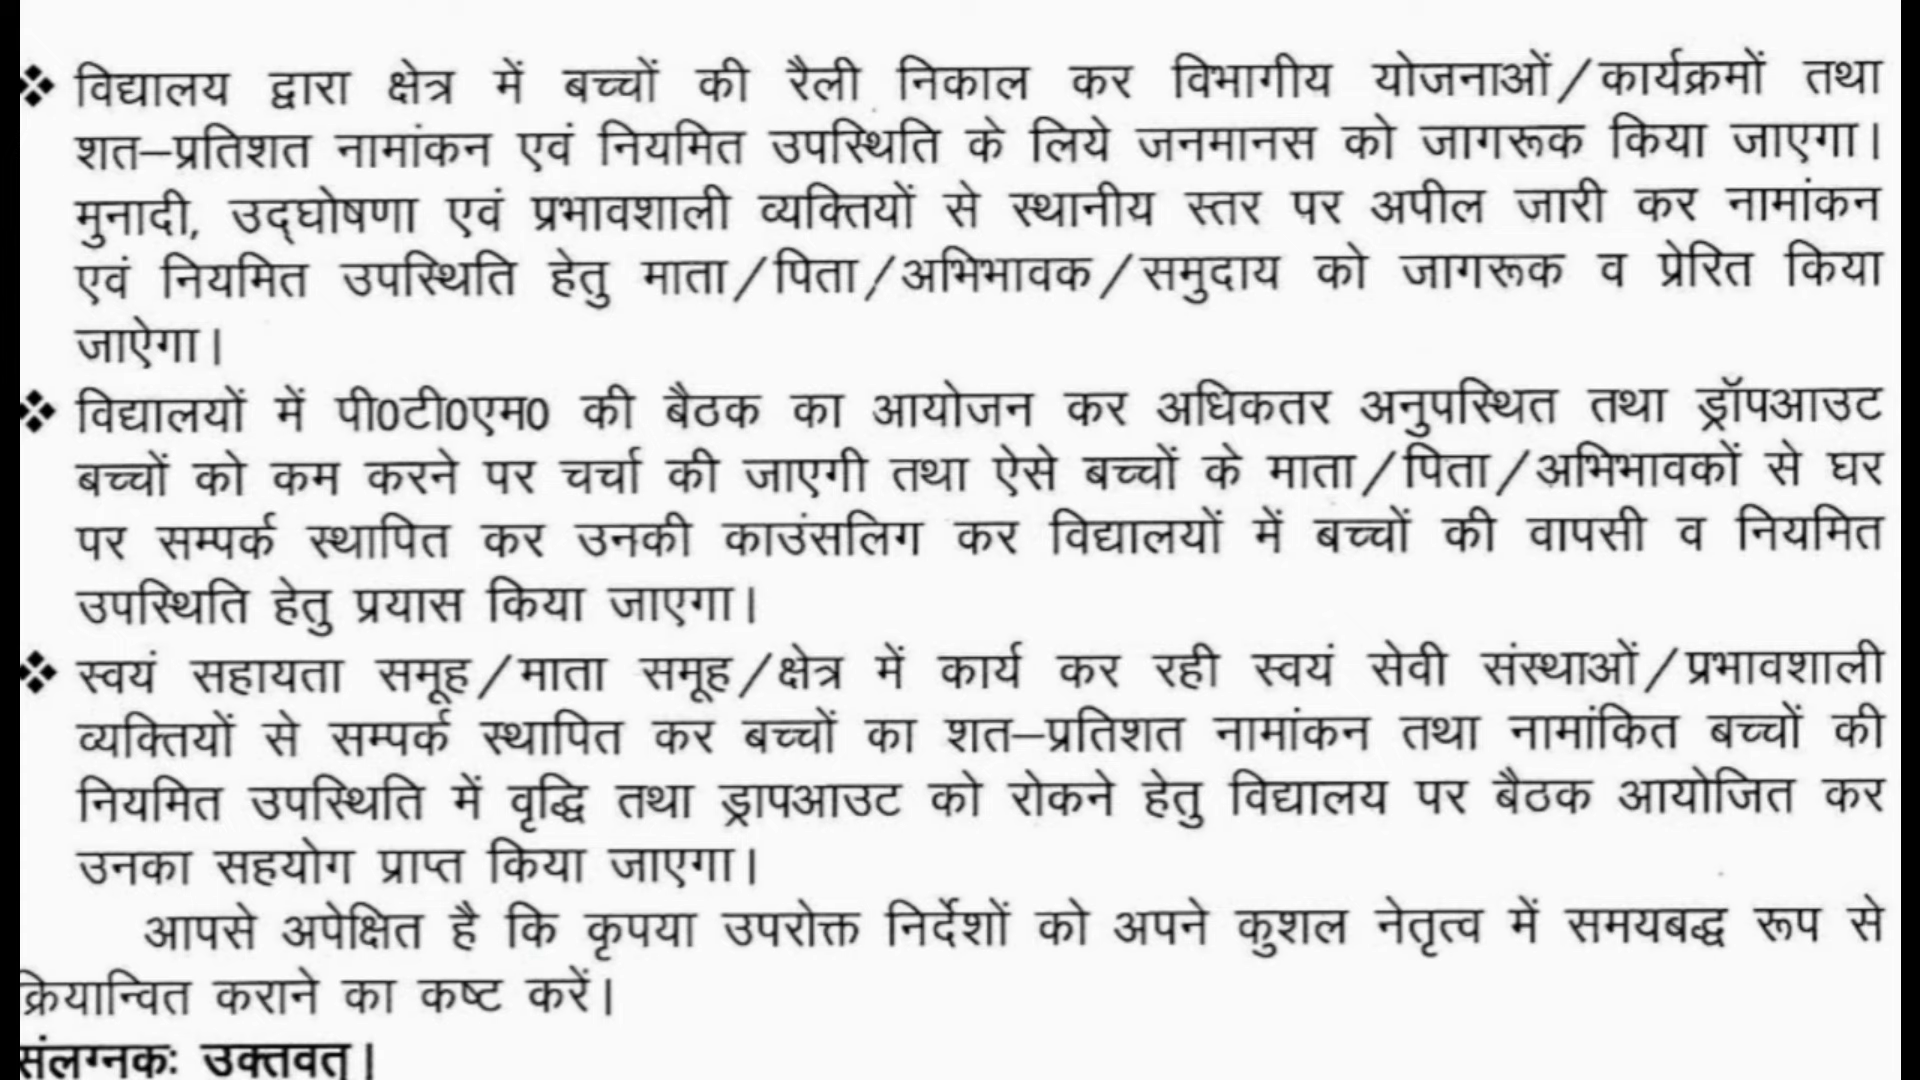 ❖ विद्यालय द्वारा क्षेत्र में बच्चों की रैली निकाल कर विभागीय योजनाओं/कार्यक्रमों तथा
शत–प्रतिशत नामांकन एवं नियमित उपस्थिति के लिये जनमानस को जागरूक किया जाएगा।
मुनादी, उद्घोषणा एवं प्रभावशाली व्यक्तियों से स्थानीय स्तर पर अपील जारी कर नामांकन
एवं नियमित उपस्थिति हेतु माता/पिता/अभिभावक/समुदाय को जागरूक व प्रेरित किया
जाऐगा।
❖ विद्यालयों में पी0टी0एम0 की बैठक का आयोजन कर अधिकतर अनुपस्थित तथा ड्रॉपआउट
बच्चों को कम करने पर चर्चा की जाएगी तथा ऐसे बच्चों के माता/पिता/अभिभावकों से घर
पर सम्पर्क स्थापित कर उनकी काउंसलिग कर विद्यालयों में बच्चों की वापसी व नियमित
उपस्थिति हेतु प्रयास किया जाएगा।
❖ स्वयं सहायता समूह/माता समूह/क्षेत्र में कार्य कर रही स्वयं सेवी संस्थाओं/प्रभावशाली
व्यक्तियों से सम्पर्क स्थापित कर बच्चों का शत–प्रतिशत नामांकन तथा नामांकित बच्चों की
नियमित उपस्थिति में वृद्धि तथा ड्रापआउट को रोकने हेतु विद्यालय पर बैठक आयोजित कर
उनका सहयोग प्राप्त किया जाएगा।
आपसे अपेक्षित है कि कृपया उपरोक्त निर्देशों को अपने कुशल नेतृत्व में समयबद्ध रूप से
क्रियान्वित कराने का कष्ट करें।
संलग्नकः उक्तवत्।